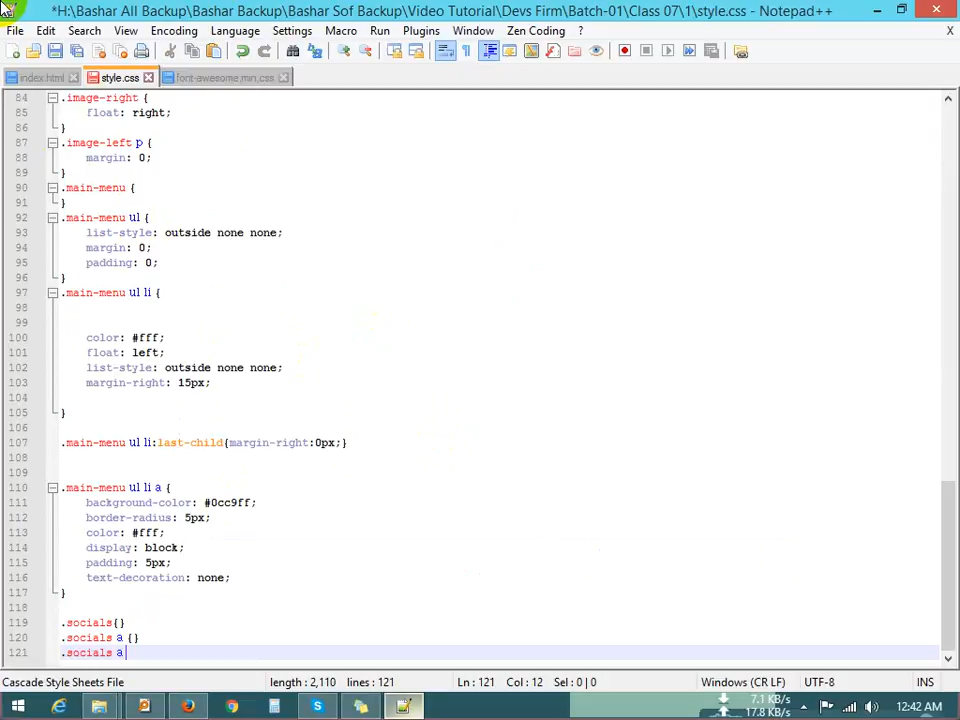 *H:\Bashar All Backup\Bashar Backup\Bashar Sof Backup\Video Tutorial\Devs Firm\Batch-01\Class 07\1\style.css - Notepad++
File Edit Search View Encoding Language Settings Macro Run Plugins Window Zen Coding ? X
index.html style.css font-awesome.min.css
84 .image-right {
85 float: right;
86 }
87 .image-left p {
88 margin: 0;
89 }
90 .main-menu {
91 }
92 .main-menu ul {
93 list-style: outside none none;
94 margin: 0;
95 padding: 0;
96 }
97 .main-menu ul li {
98
99
100 color: #fff;
101 float: left;
102 list-style: outside none none;
103 margin-right: 15px;
104
105 }
106
107 .main-menu ul li:last-child{margin-right:0px;}
108
109
110 .main-menu ul li a {
111 background-color: #0cc9ff;
112 border-radius: 5px;
113 color: #fff;
114 display: block;
115 padding: 5px;
116 text-decoration: none;
117 }
118
119 .socials{}
120 .socials a {}
121 .socials a
Cascade Style Sheets File length : 2,110 lines : 121 Ln : 121 Col : 12 Sel : 0 | 0 Windows (CR LF) UTF-8 INS
7.1 KB/s
17.8 KB/s
12:42 AM